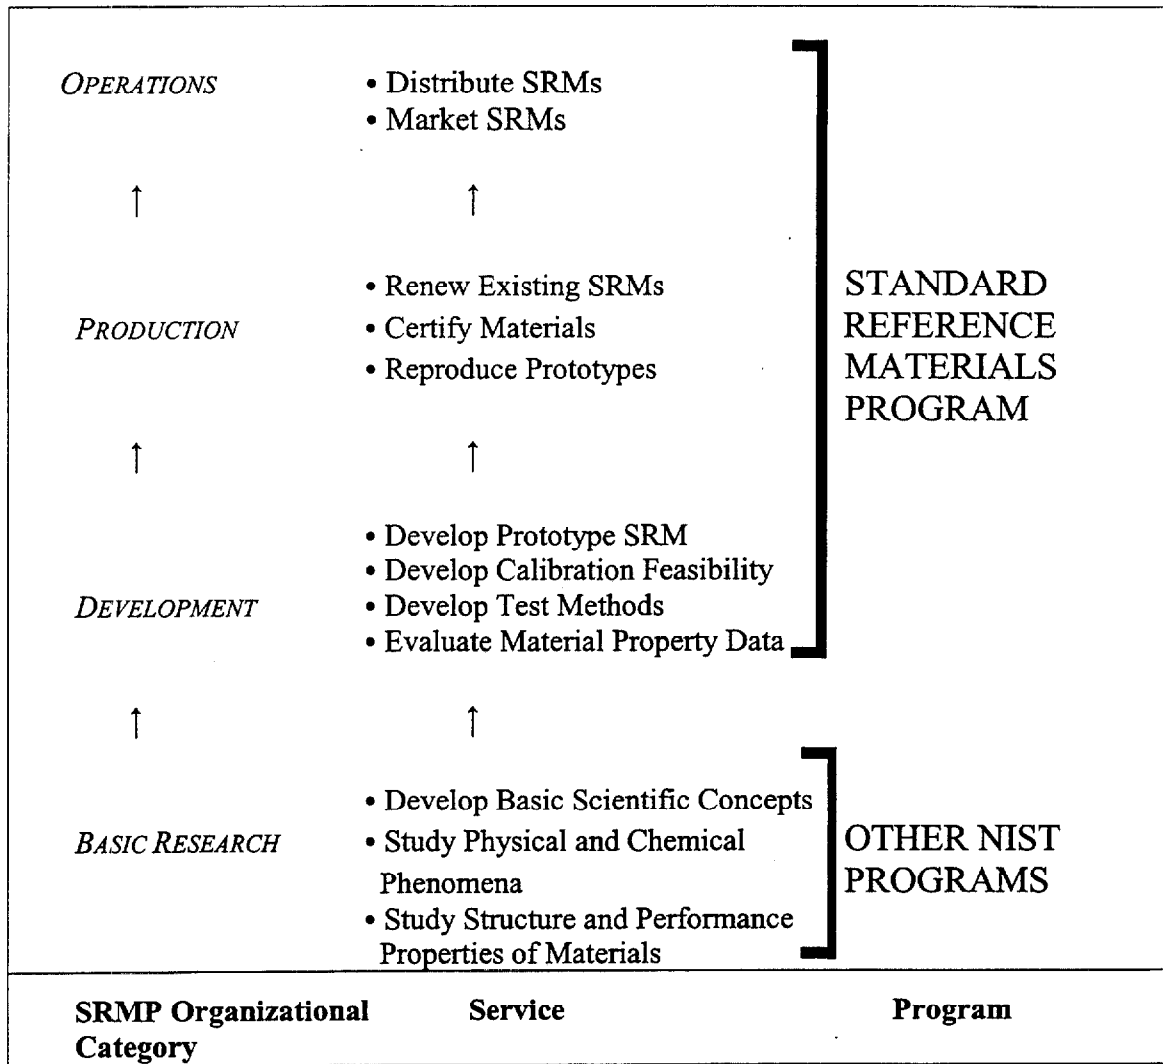 OPERATIONS
• Distribute SRMs
• Market SRMs
↑ ↑
PRODUCTION
• Renew Existing SRMs
• Certify Materials
• Reproduce Prototypes
STANDARD
REFERENCE
MATERIALS
PROGRAM
↑ ↑
DEVELOPMENT
• Develop Prototype SRM
• Develop Calibration Feasibility
• Develop Test Methods
• Evaluate Material Property Data
↑ ↑
BASIC RESEARCH
• Develop Basic Scientific Concepts
• Study Physical and Chemical
Phenomena
• Study Structure and Performance
Properties of Materials
OTHER NIST
PROGRAMS
SRMP Organizational
Category
Service
Program